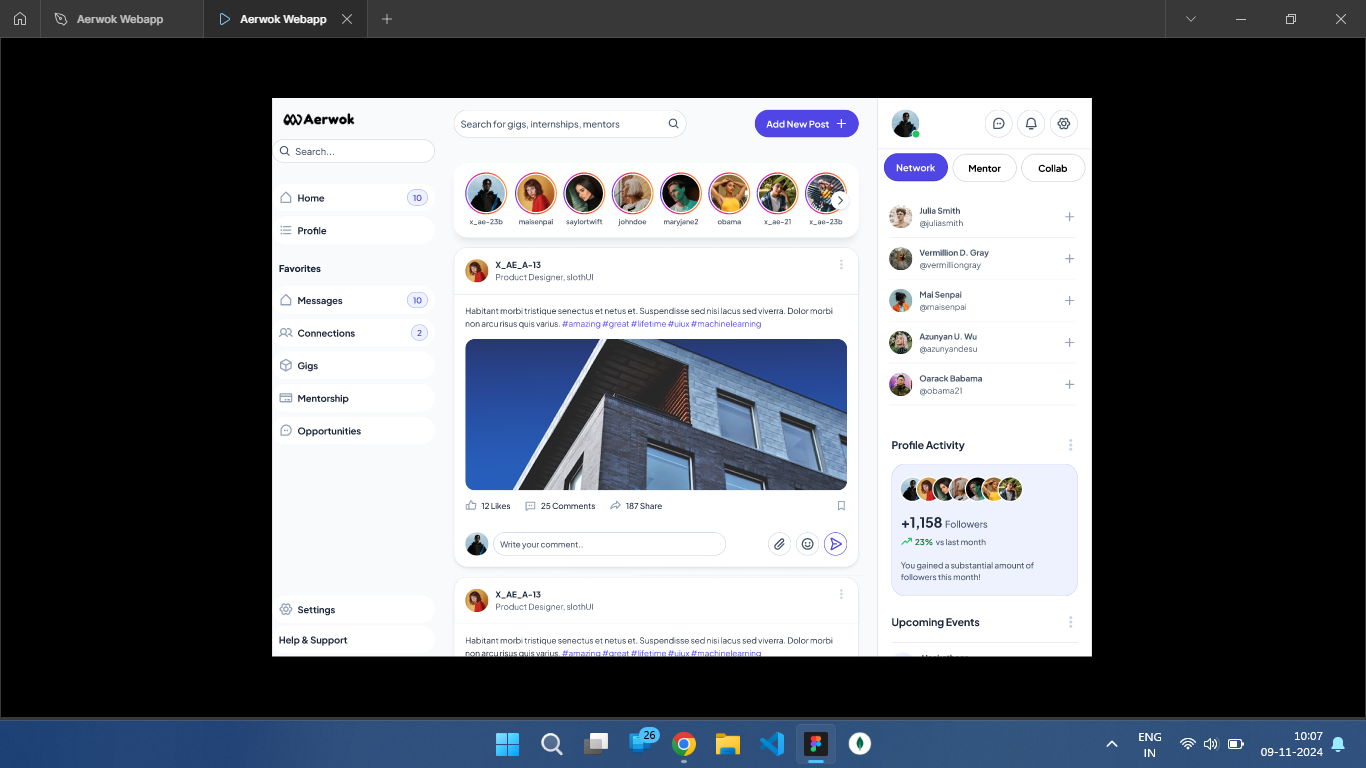 Aerwok Webapp
Aerwok Webapp
Aerwok
Search...
Home 10
Profile
Favorites
Messages 10
Connections 2
Gigs
Mentorship
Opportunities
Settings
Help & Support
Search for gigs, internships, mentors
Add New Post
x_ae-23b maisenpai saylortwift johndoe maryjane2 obama x_ae-21 x_ae-23b
X_AE_A-13
Product Designer, slothUI
Habitant morbi tristique senectus et netus et. Suspendisse sed nisi lacus sed viverra. Dolor morbi
non arcu risus quis varius. #amazing #great #lifetime #uiux #machinelearning
12 Likes 25 Comments 187 Share
Write your comment..
X_AE_A-13
Product Designer, slothUI
Habitant morbi tristique senectus et netus et. Suspendisse sed nisi lacus sed viverra. Dolor morbi
non arcu risus quis varius. #amazing #great #lifetime #uiux #machinelearning
Network Mentor Collab
Julia Smith
@juliasmith
Vermillion D. Gray
@vermilliongray
Mai Senpai
@maisenpai
Azunyan U. Wu
@azunyandesu
Oarack Babama
@obama21
Profile Activity
+1,158 Followers
23% vs last month
You gained a substantial amount of
followers this month!
Upcoming Events
26
ENG
IN
10:07
09-11-2024